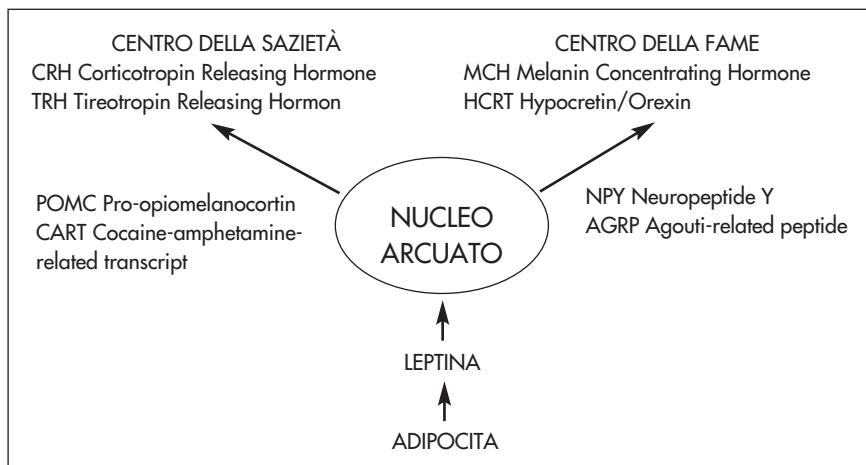 CENTRO DELLA SAZIETÀ
CRH Corticotropin Releasing Hormone
TRH Tireotropin Releasing Hormon
CENTRO DELLA FAME
MCH Melanin Concentrating Hormone
HCRT Hypocretin/Orexin
POMC Pro-opiomelanocortin
CART Cocaine-amphetamine-
related transcript
NUCLEO
ARCUATO
NPY Neuropeptide Y
AGRP Agouti-related peptide
LEPTINA
ADIPOCITA